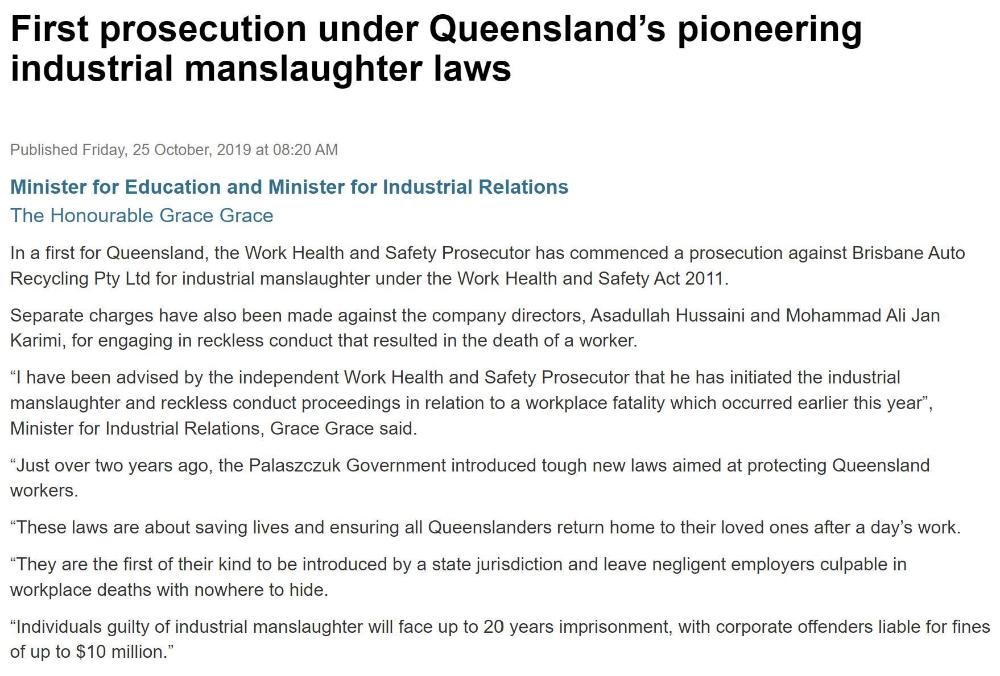 First prosecution under Queensland’s pioneering
industrial manslaughter laws
Published Friday, 25 October, 2019 at 08:20 AM
Minister for Education and Minister for Industrial Relations
The Honourable Grace Grace
In a first for Queensland, the Work Health and Safety Prosecutor has commenced a prosecution against Brisbane Auto
Recycling Pty Ltd for industrial manslaughter under the Work Health and Safety Act 2011.
Separate charges have also been made against the company directors, Asadullah Hussaini and Mohammad Ali Jan
Karimi, for engaging in reckless conduct that resulted in the death of a worker.
“I have been advised by the independent Work Health and Safety Prosecutor that he has initiated the industrial
manslaughter and reckless conduct proceedings in relation to a workplace fatality which occurred earlier this year”,
Minister for Industrial Relations, Grace Grace said.
“Just over two years ago, the Palaszczuk Government introduced tough new laws aimed at protecting Queensland
workers.
“These laws are about saving lives and ensuring all Queenslanders return home to their loved ones after a day’s work.
“They are the first of their kind to be introduced by a state jurisdiction and leave negligent employers culpable in
workplace deaths with nowhere to hide.
“Individuals guilty of industrial manslaughter will face up to 20 years imprisonment, with corporate offenders liable for fines
of up to $10 million.”